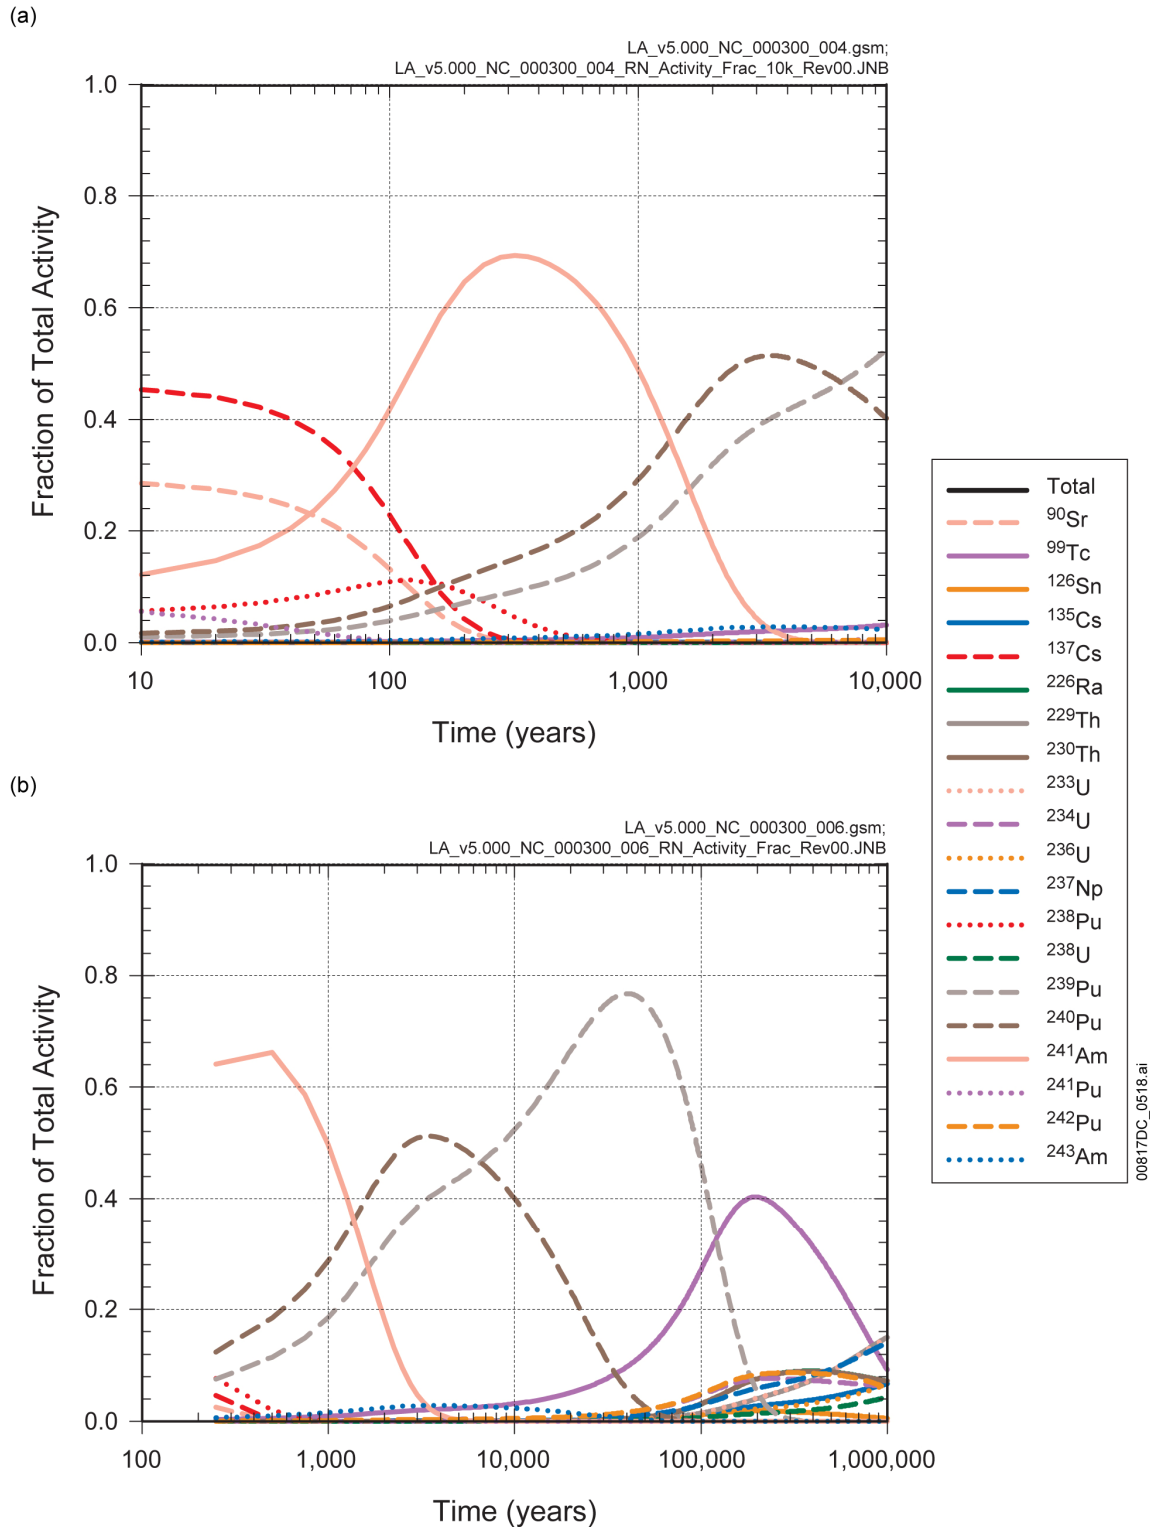 (a)
LA_v5.000_NC_000300_004.gsm;
LA_v5.000_NC_000300_004_RN_Activity_Frac_10k_Rev00.JNB
1.0
0.8
0.6
0.4
0.2
0.0
Fraction of Total Activity
10
100
1,000
10,000
Time (years)
(b)
LA_v5.000_NC_000300_006.gsm;
LA_v5.000_NC_000300_006_RN_Activity_Frac_Rev00.JNB
1.0
0.8
0.6
0.4
0.2
0.0
Fraction of Total Activity
100
1,000
10,000
100,000
1,000,000
Time (years)
Total
⁹⁰Sr
⁹⁹Tc
¹²⁶Sn
¹³⁵Cs
¹³⁷Cs
²²⁶Ra
²²⁹Th
²³⁰Th
²³³U
²³⁴U
²³⁶U
²³⁷Np
²³⁸Pu
²³⁸U
²³⁹Pu
²⁴⁰Pu
²⁴¹Am
²⁴¹Pu
²⁴²Pu
²⁴³Am
00817DC_0518.ai